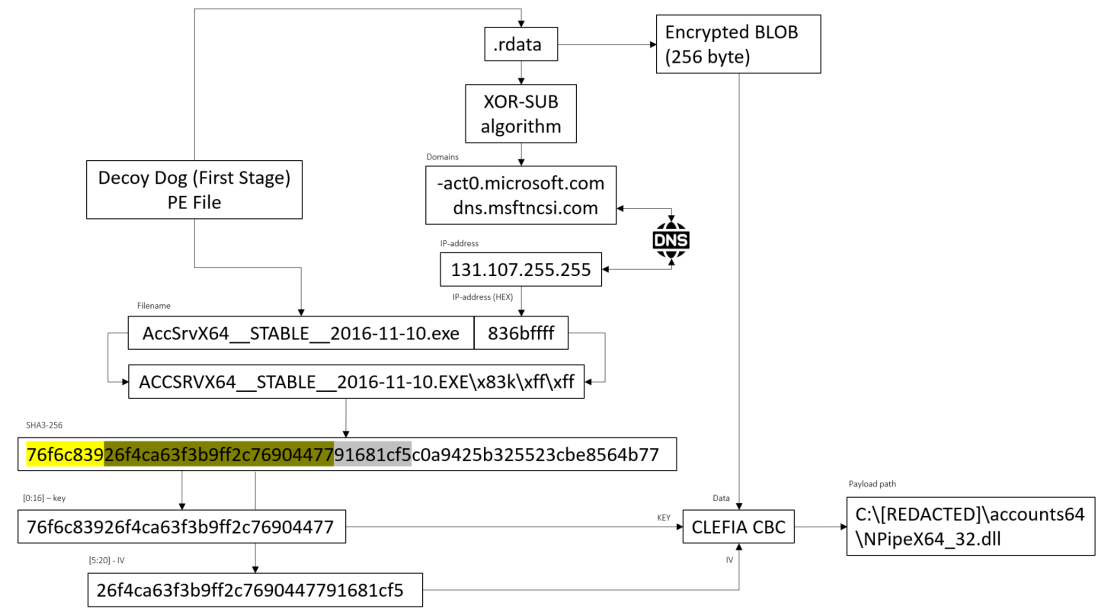 .rdata
Encrypted BLOB
(256 byte)
XOR-SUB
algorithm
Domains
-act0.microsoft.com
dns.msftncsi.com
Decoy Dog (First Stage)
PE File
DNS
IP-address
131.107.255.255
IP-address (HEX)
Filename
AccSrvX64__STABLE__2016-11-10.exe
836bffff
ACCSRVX64__STABLE__2016-11-10.EXE\x83k\xff\xff
SHA3-256
76f6c83926f4ca63f3b9ff2c7690447791681cf5c0a9425b325523cbe8564b77
[0:16] – key
76f6c83926f4ca63f3b9ff2c76904477
KEY
Data
CLEFIA CBC
IV
Payload path
C:\[REDACTED]\accounts64
\NPipeX64_32.dll
[5:20] - IV
26f4ca63f3b9ff2c7690447791681cf5